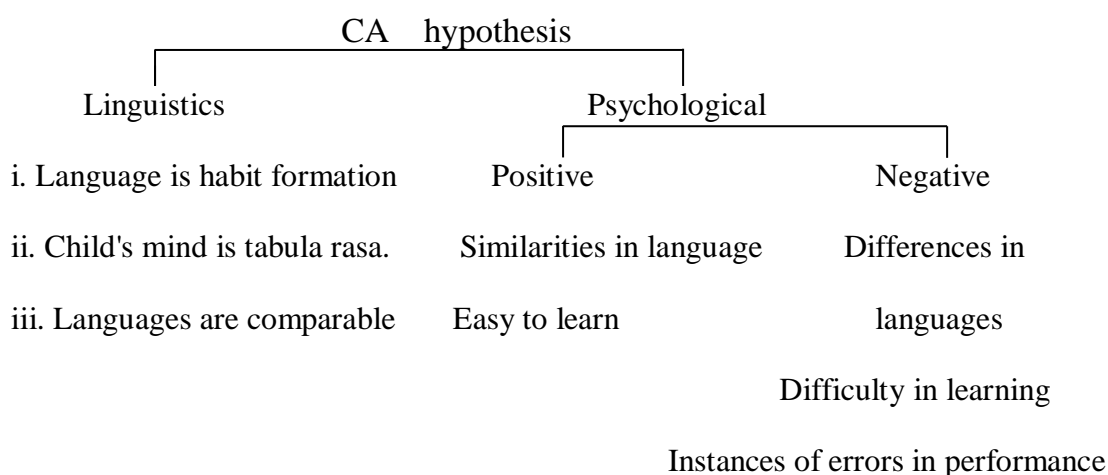 CA hypothesis
Linguistics Psychological
i. Language is habit formation Positive Negative
ii. Child's mind is tabula rasa. Similarities in language Differences in
iii. Languages are comparable Easy to learn languages
Difficulty in learning
Instances of errors in performance